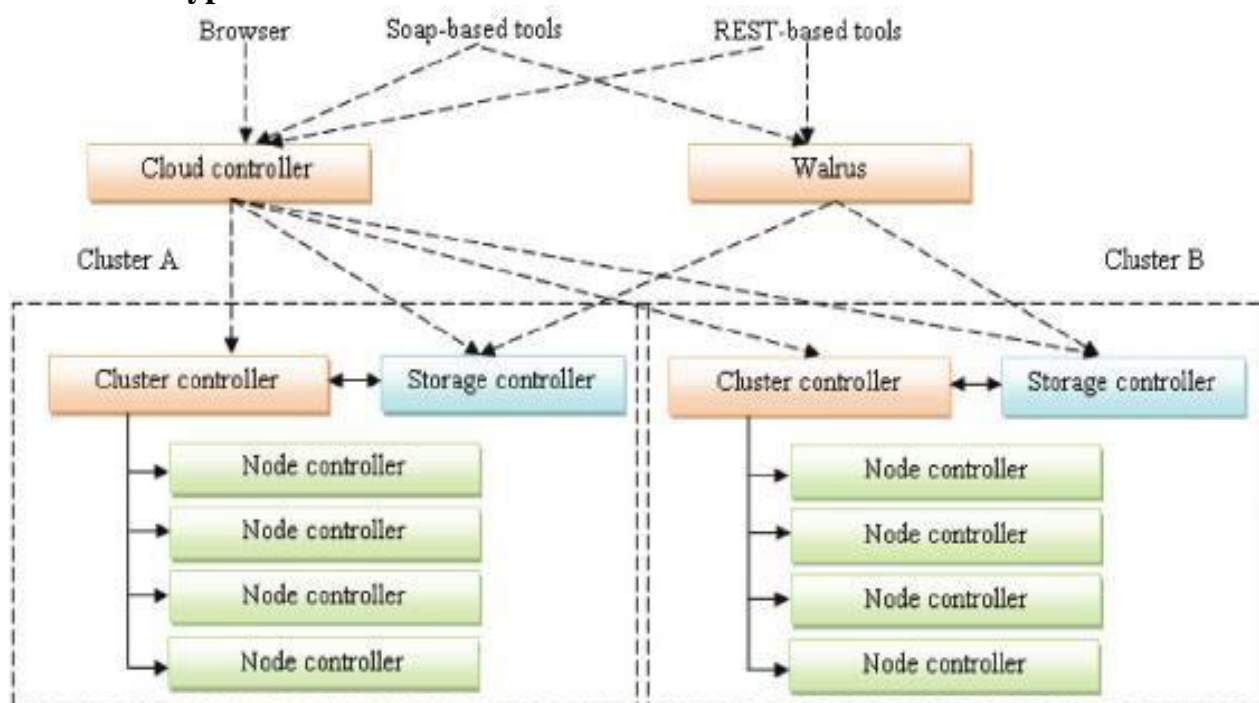 Browser Soap-based tools REST-based tools
Cloud controller Walrus
Cluster A Cluster B
Cluster controller Storage controller Cluster controller Storage controller
Node controller Node controller
Node controller Node controller
Node controller Node controller
Node controller Node controller